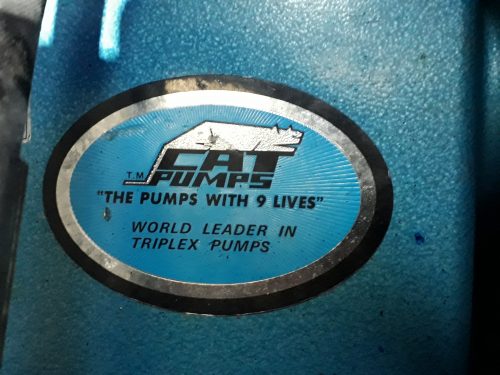 T.M.
CAT
PUMPS
"THE PUMPS WITH 9 LIVES"
WORLD LEADER IN
TRIPLEX PUMPS